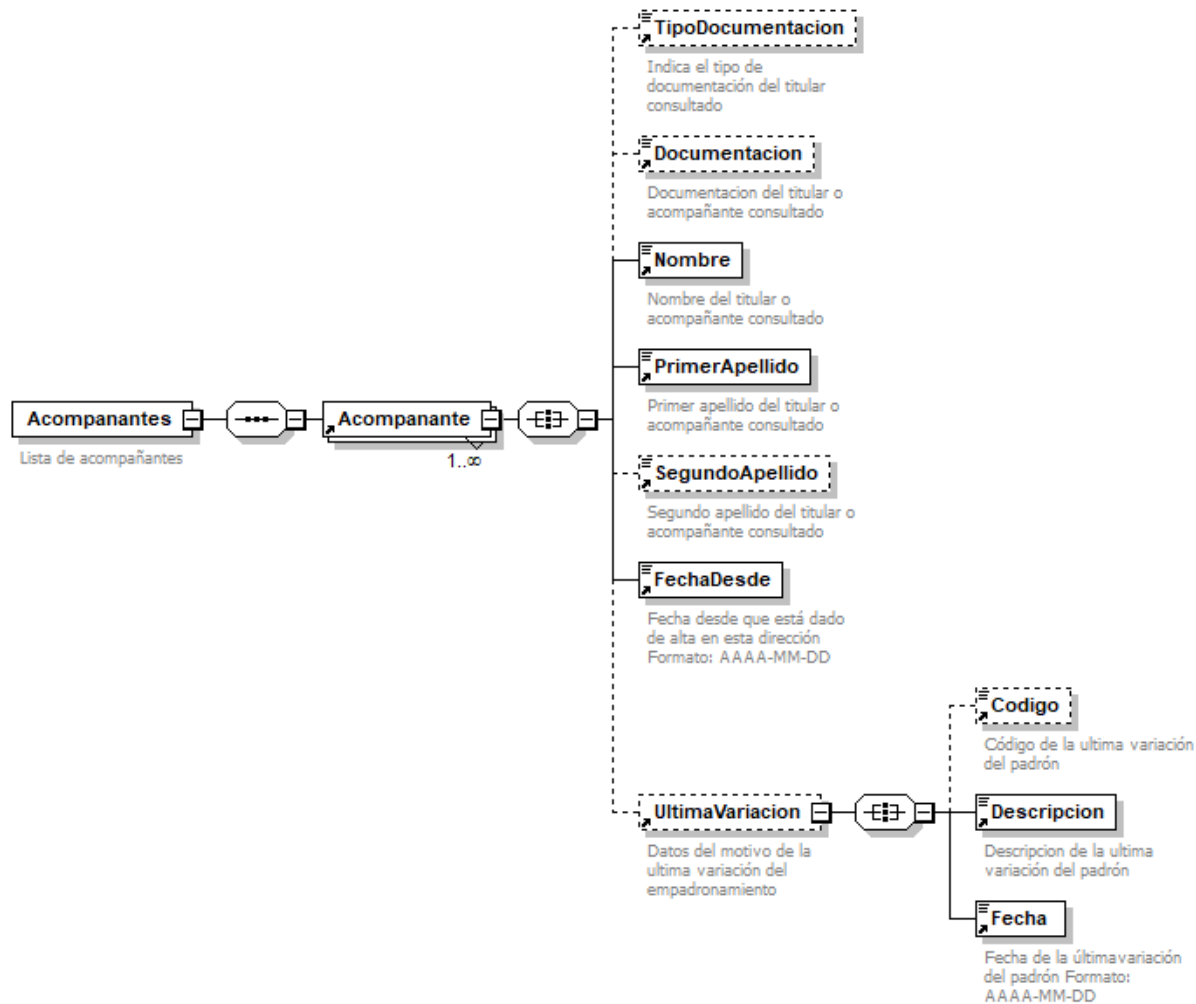 TipoDocumentacion
Indica el tipo de
documentación del titular
consultado
Documentacion
Documentacion del titular o
acompañante consultado
Nombre
Nombre del titular o
acompañante consultado
PrimerApellido
Primer apellido del titular o
acompañante consultado
Acompanantes
Lista de acompañantes
Acompanante
1..∞
SegundoApellido
Segundo apellido del titular o
acompañante consultado
FechaDesde
Fecha desde que está dado
de alta en esta dirección
Formato: AAAA-MM-DD
Codigo
Código de la ultima variación
del padrón
UltimaVariacion
Datos del motivo de la
ultima variación del
empadronamiento
Descripcion
Descripcion de la ultima
variación del padrón
Fecha
Fecha de la últimavariación
del padrón Formato:
AAAA-MM-DD